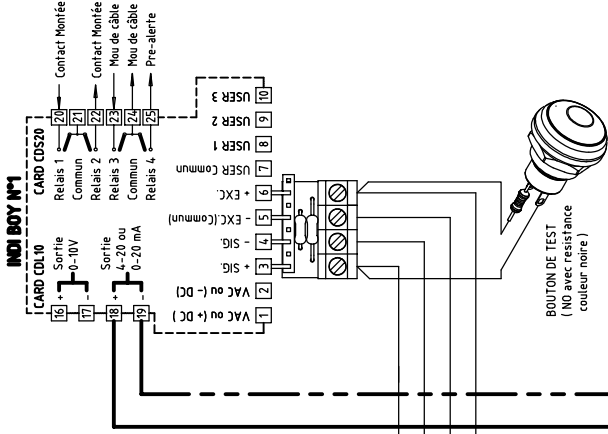 INDI BOY N°1
CARD CDL10
CARD CDS20
Contact Montée
Contact Montée
Mou de câble
Mou de câble
Pre-alerte
20
21
22
23
24
25
Relais 1
Commun
Relais 2
Relais 3
Commun
Relais 4
+
Sortie
0-10V
-
+
Sortie
4-20 ou
0-20 mA
-
16
17
18
19
10 USER 3
9 USER 2
8 USER 1
7 USER Commun
6 + EXC.
5 - EXC.(Commun)
4 - SIG.
3 + SIG.
2 VAC ou (- DC)
1 VAC ou (+ DC )
BOUTON DE TEST
( NO avec resistance
couleur noire )